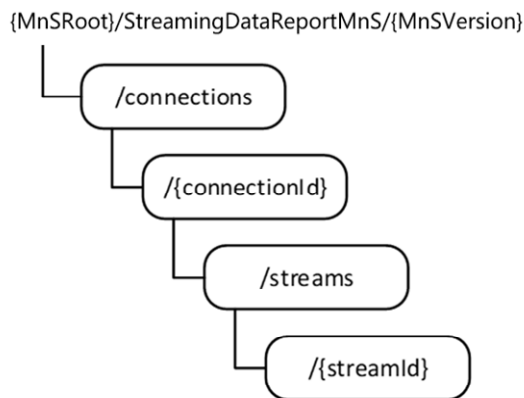 {MnSRoot}/StreamingDataReportMnS/{MnSVersion}
/connections
/{connectionId}
/streams
/{streamId}